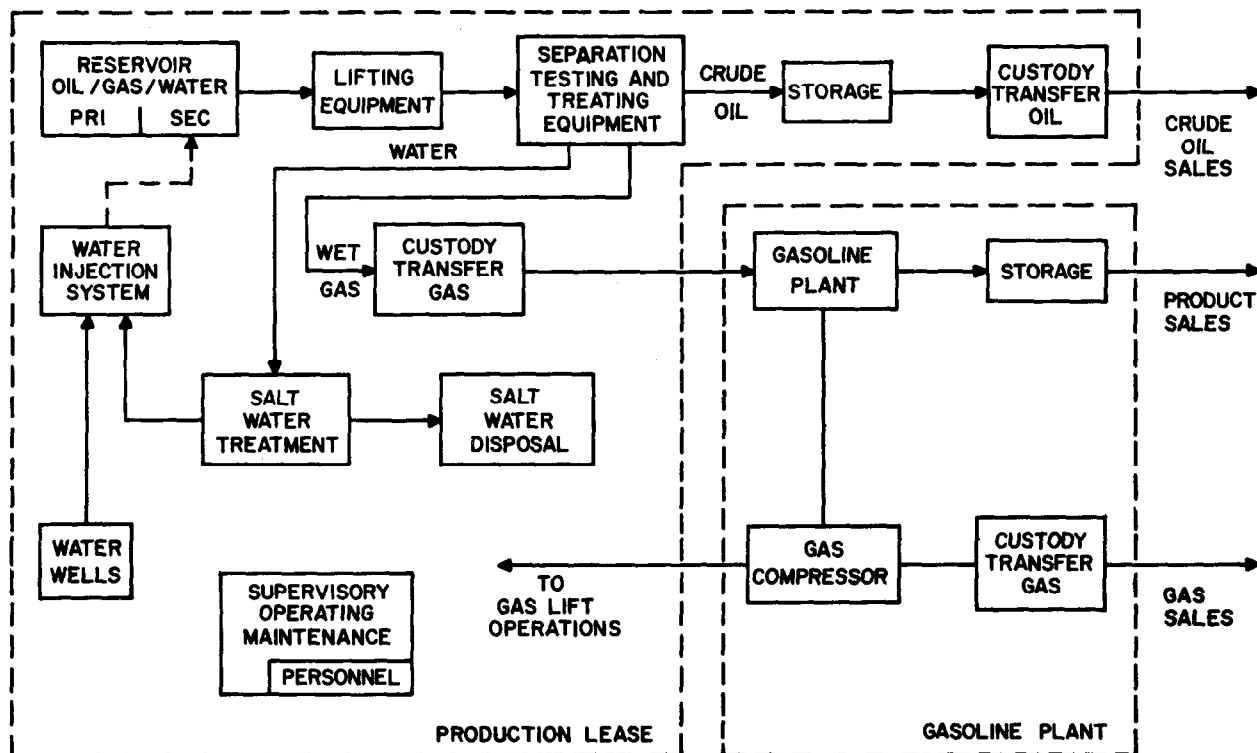 RESERVOIR
OIL/GAS/WATER
PRI
SEC
LIFTING
EQUIPMENT
SEPARATION
TESTING AND
TREATING
EQUIPMENT
CRUDE
OIL
STORAGE
CUSTODY
TRANSFER
OIL
CRUDE
OIL
SALES
WATER
WATER
INJECTION
SYSTEM
WET
GAS
CUSTODY
TRANSFER
GAS
GASOLINE
PLANT
STORAGE
PRODUCT
SALES
SALT
WATER
TREATMENT
SALT
WATER
DISPOSAL
WATER
WELLS
SUPERVISORY
OPERATING
MAINTENANCE
PERSONNEL
TO
GAS LIFT
OPERATIONS
GAS
COMPRESSOR
CUSTODY
TRANSFER
GAS
GAS
SALES
PRODUCTION LEASE
GASOLINE PLANT